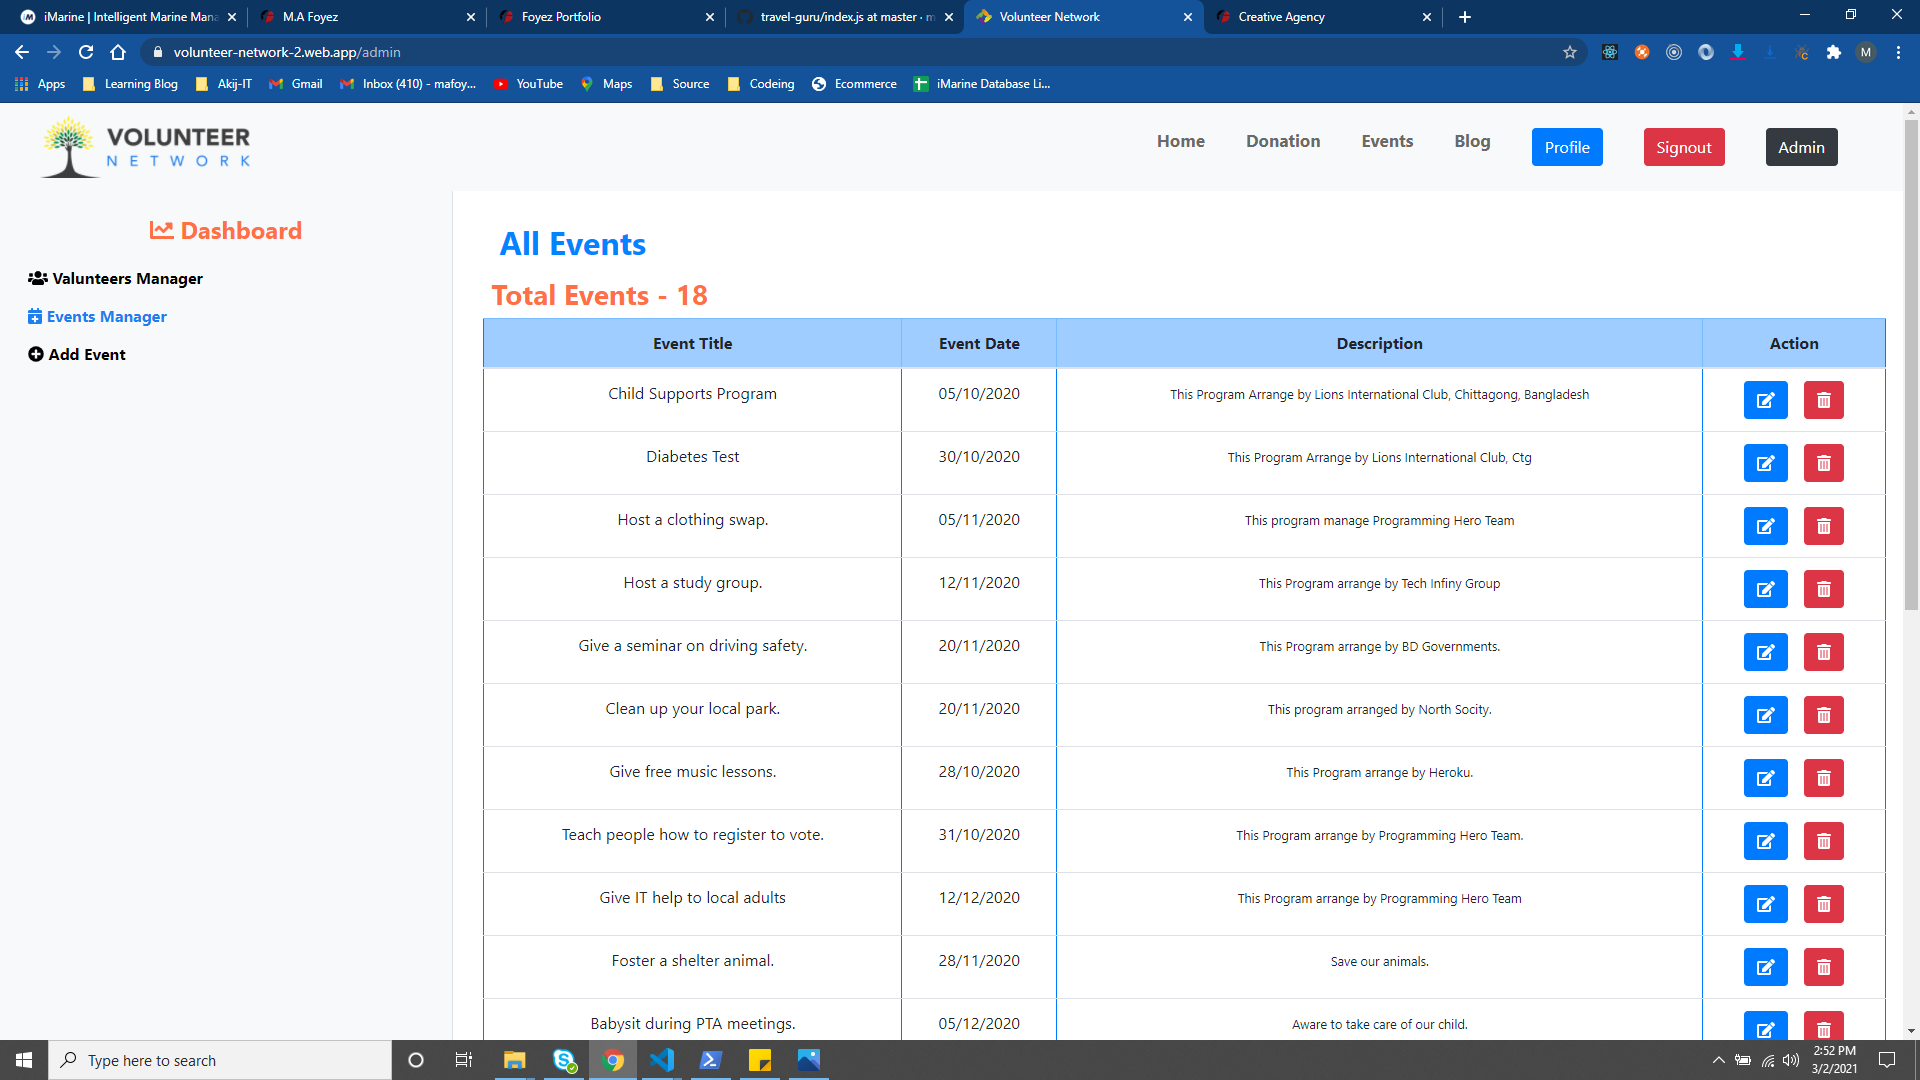 iMarine | Intelligent Marine Mana
M.A Foyez
Foyez Portfolio
travel-guru/index.js at master · m
Volunteer Network
Creative Agency
volunteer-network-2.web.app/admin
M
Apps
Learning Blog
Akij-IT
Gmail
Inbox (410) - mafoy...
YouTube
Maps
Source
Codeing
Ecommerce
iMarine Database Li...
VOLUNTEER
NETWORK
Home
Donation
Events
Blog
Profile
Signout
Admin
Dashboard
Valunteers Manager
Events Manager
Add Event
All Events
Total Events - 18
Event Title Event Date Description Action
Child Supports Program 05/10/2020 This Program Arrange by Lions International Club, Chittagong, Bangladesh
Diabetes Test 30/10/2020 This Program Arrange by Lions International Club, Ctg
Host a clothing swap. 05/11/2020 This program manage Programming Hero Team
Host a study group. 12/11/2020 This Program arrange by Tech Infiny Group
Give a seminar on driving safety. 20/11/2020 This Program arrange by BD Governments.
Clean up your local park. 20/11/2020 This program arranged by North Socity.
Give free music lessons. 28/10/2020 This Program arrange by Heroku.
Teach people how to register to vote. 31/10/2020 This Program arrange by Programming Hero Team.
Give IT help to local adults 12/12/2020 This Program arrange by Programming Hero Team
Foster a shelter animal. 28/11/2020 Save our animals.
Babysit during PTA meetings. 05/12/2020 Aware to take care of our child.
Type here to search
2:52 PM
3/2/2021